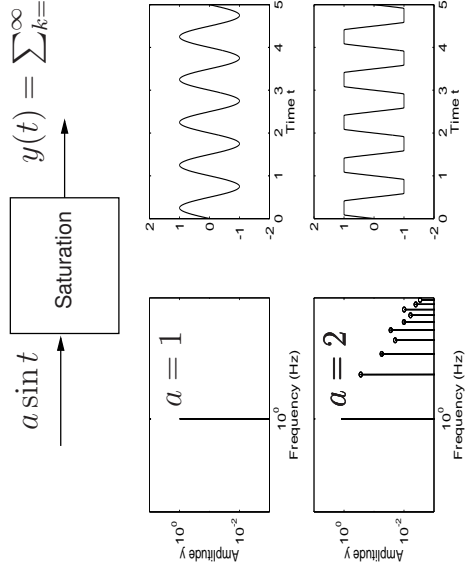 a sin t
Saturation
y(t) = ∑_{k=}^{∞}
10^0
10^-2
Amplitude y
a = 1
10^0
Frequency (Hz)
2
1
0
-1
-2
0
1
2
3
4
5
Time t
10^0
10^-2
Amplitude y
a = 2
10^0
Frequency (Hz)
2
1
0
-1
-2
0
1
2
3
4
5
Time t